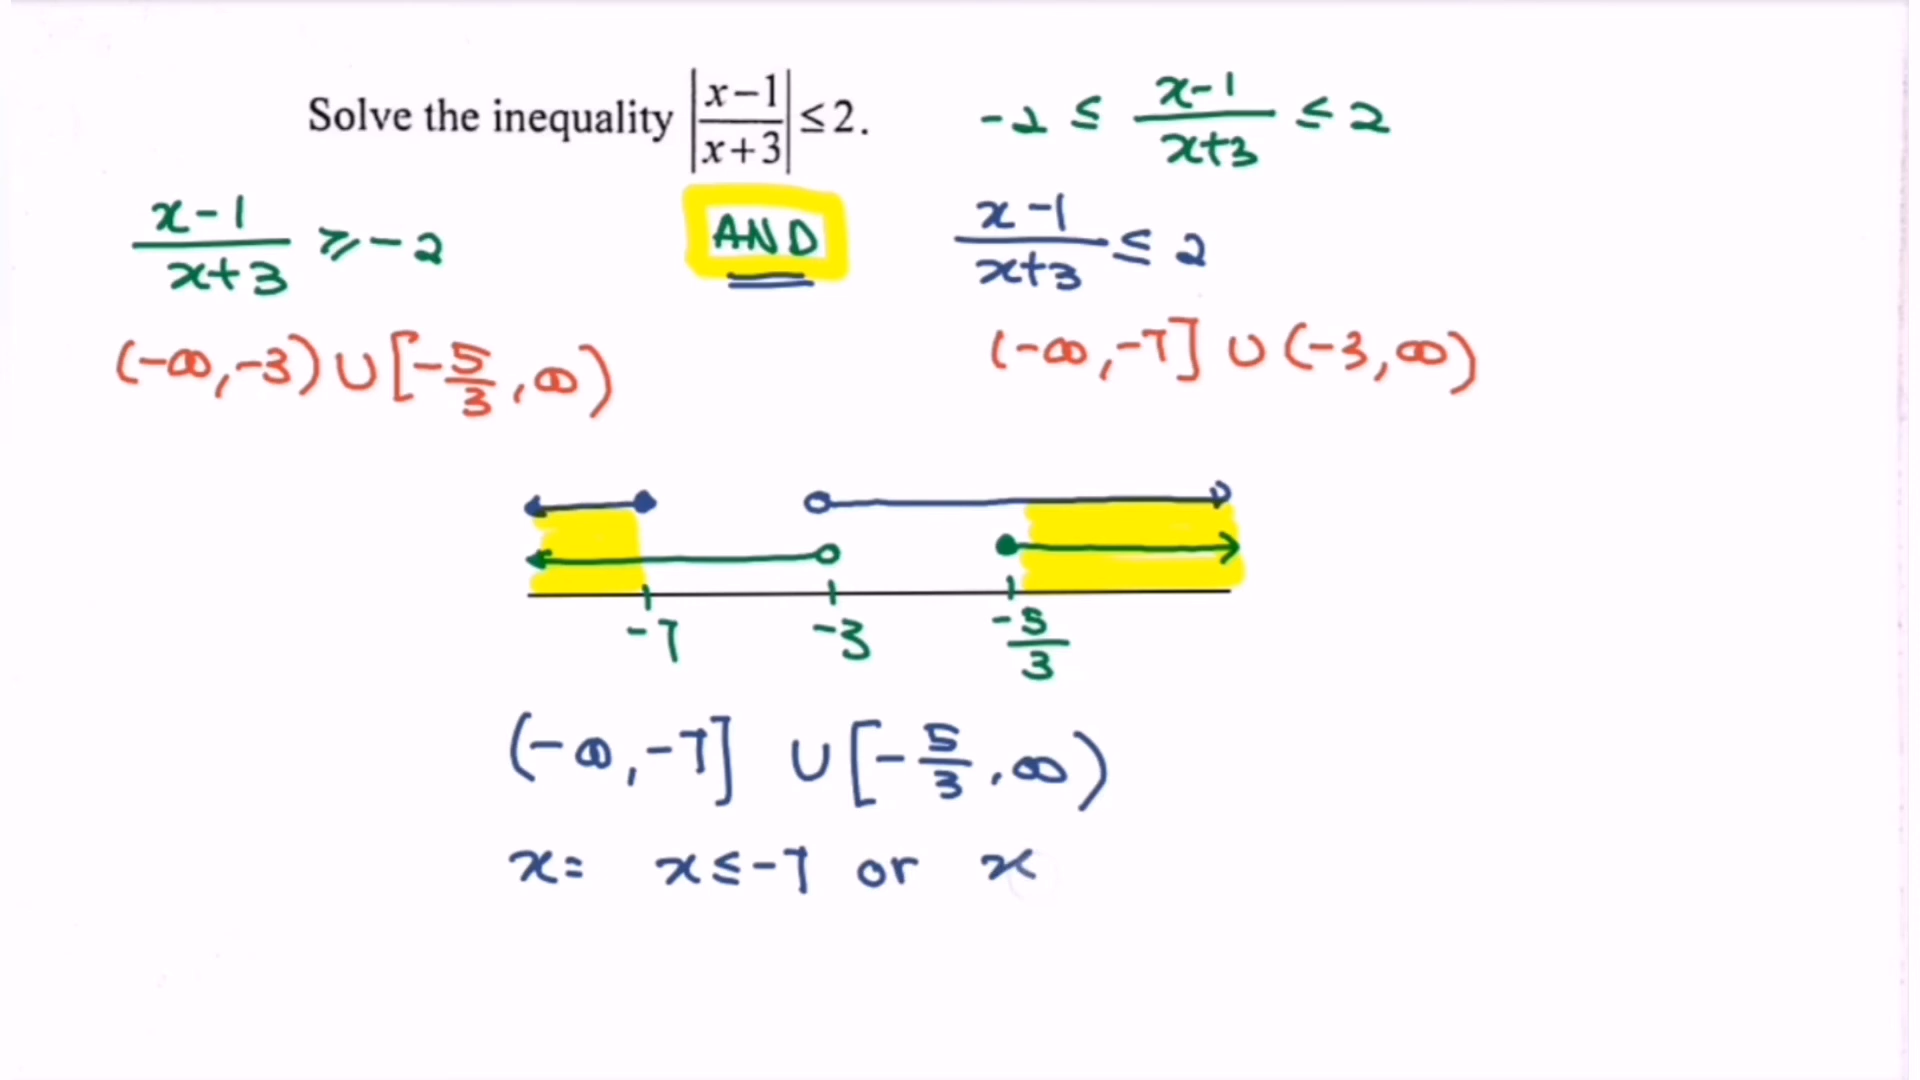 Solve the inequality |x−1/x+3| ≤ 2.
-2 ≤ x-1/x+3 ≤ 2
x-1/x+3 ≥ -2
AND
x-1/x+3 ≤ 2
(-∞,-3) ∪ [-5/3,∞)
(-∞,-7] ∪ (-3,∞)
-7 -3 -5/3
(-∞,-7] ∪ [-5/3,∞)
x= x≤-7 or x